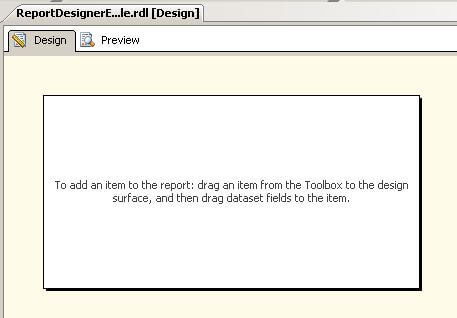 ReportDesignerE...le.rdl [Design]
Design Preview
To add an item to the report: drag an item from the Toolbox to the design
surface, and then drag dataset fields to the item.